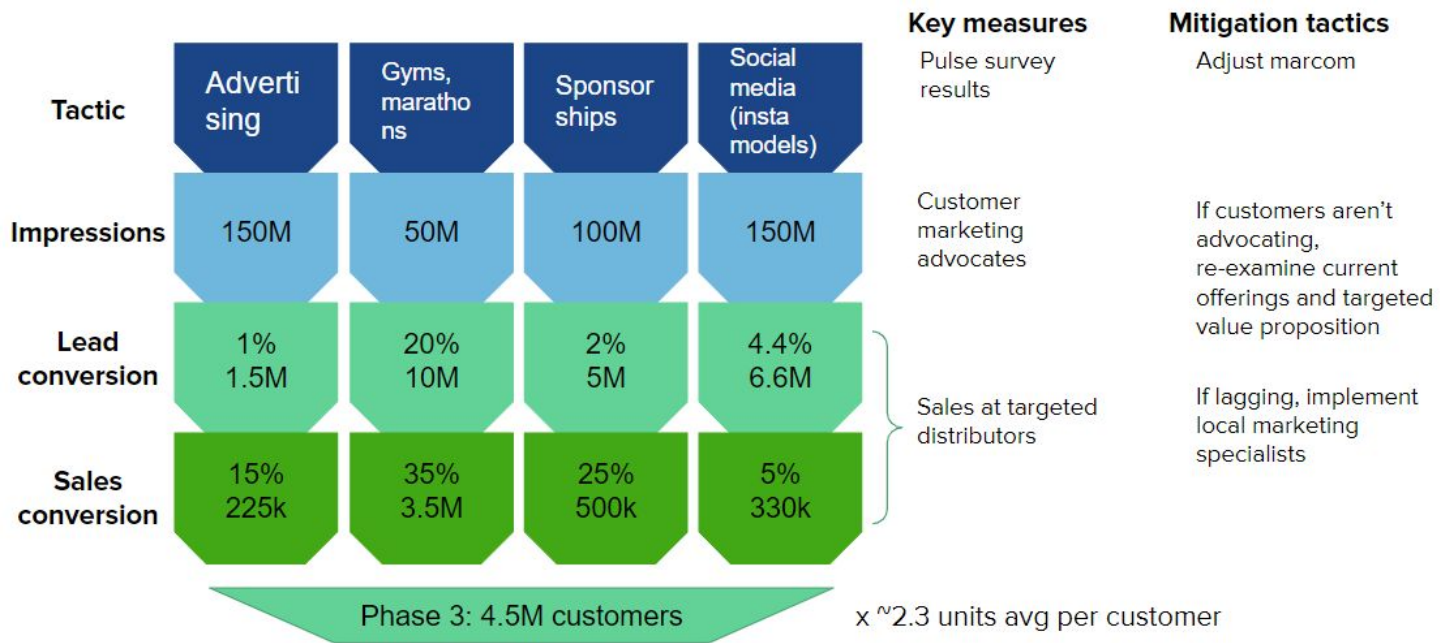 Key measures
Mitigation tactics
Tactic
Adverti
sing
Gyms,
maratho
ns
Sponsor
ships
Social
media
(insta
models)
Pulse survey
results
Adjust marcom
Impressions
150M
50M
100M
150M
Customer
marketing
advocates
If customers aren’t
advocating,
re-examine current
offerings and targeted
value proposition
Lead
conversion
1%
1.5M
20%
10M
2%
5M
4.4%
6.6M
Sales at targeted
distributors
If lagging, implement
local marketing
specialists
Sales
conversion
15%
225k
35%
3.5M
25%
500k
5%
330k
Phase 3: 4.5M customers
x ~2.3 units avg per customer